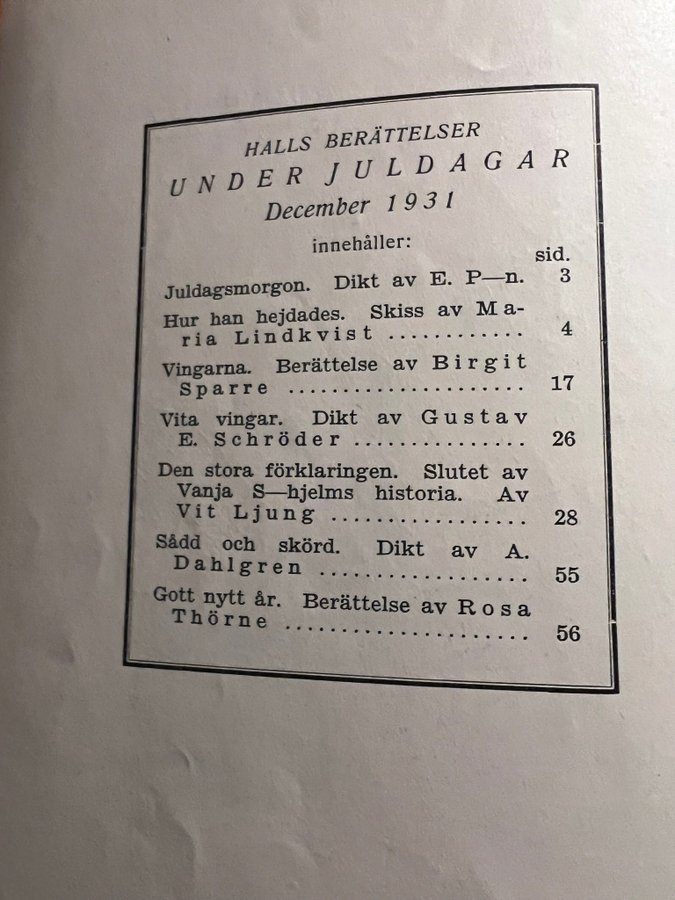 HALLS BERÄTTELSER
UNDER JULDAGAR
December 1931
innehåller:
sid.
Juldagsmorgon. Dikt av E. P—n. 3
Hur han hejdades. Skiss av Ma-
ria Lindkvist ............ 4
Vingarna. Berättelse av Birgit
Sparre ....................... 17
Vita vingar. Dikt av Gustav
E. Schröder ............... 26
Den stora förklaringen. Slutet av
Vanja S—hjelms historia. Av
Vit Ljung .................. 28
Sådd och skörd. Dikt av A.
Dahlgren .................. 55
Gott nytt år. Berättelse av Rosa
Thörne ....................... 56